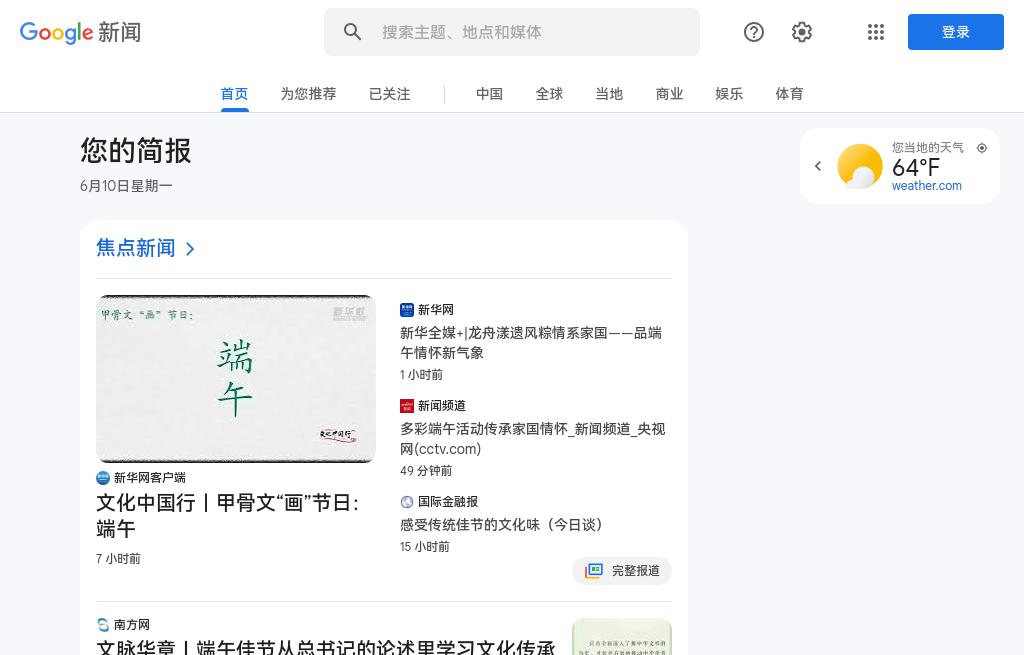 Google 新闻
搜索主题、地点和媒体
登录
首页
为您推荐
已关注
中国
全球
当地
商业
娱乐
体育
您的简报
6月10日星期一
您当地的天气
64°F
weather.com
焦点新闻
甲骨文“画”节日:
新华社
端
午
文化中国行
新华网客户端
文化中国行丨甲骨文“画”节日：
端午
7 小时前
新华网
新华全媒+|龙舟漾遗风粽情系家国——品端
午情怀新气象
1 小时前
新闻频道
多彩端午活动传承家国情怀_新闻频道_央视
网(cctv.com)
49 分钟前
国际金融报
感受传统佳节的文化味（今日谈）
15 小时前
完整报道
南方网
文脉华章丨端午佳节从总书记的论述里学习文化传承